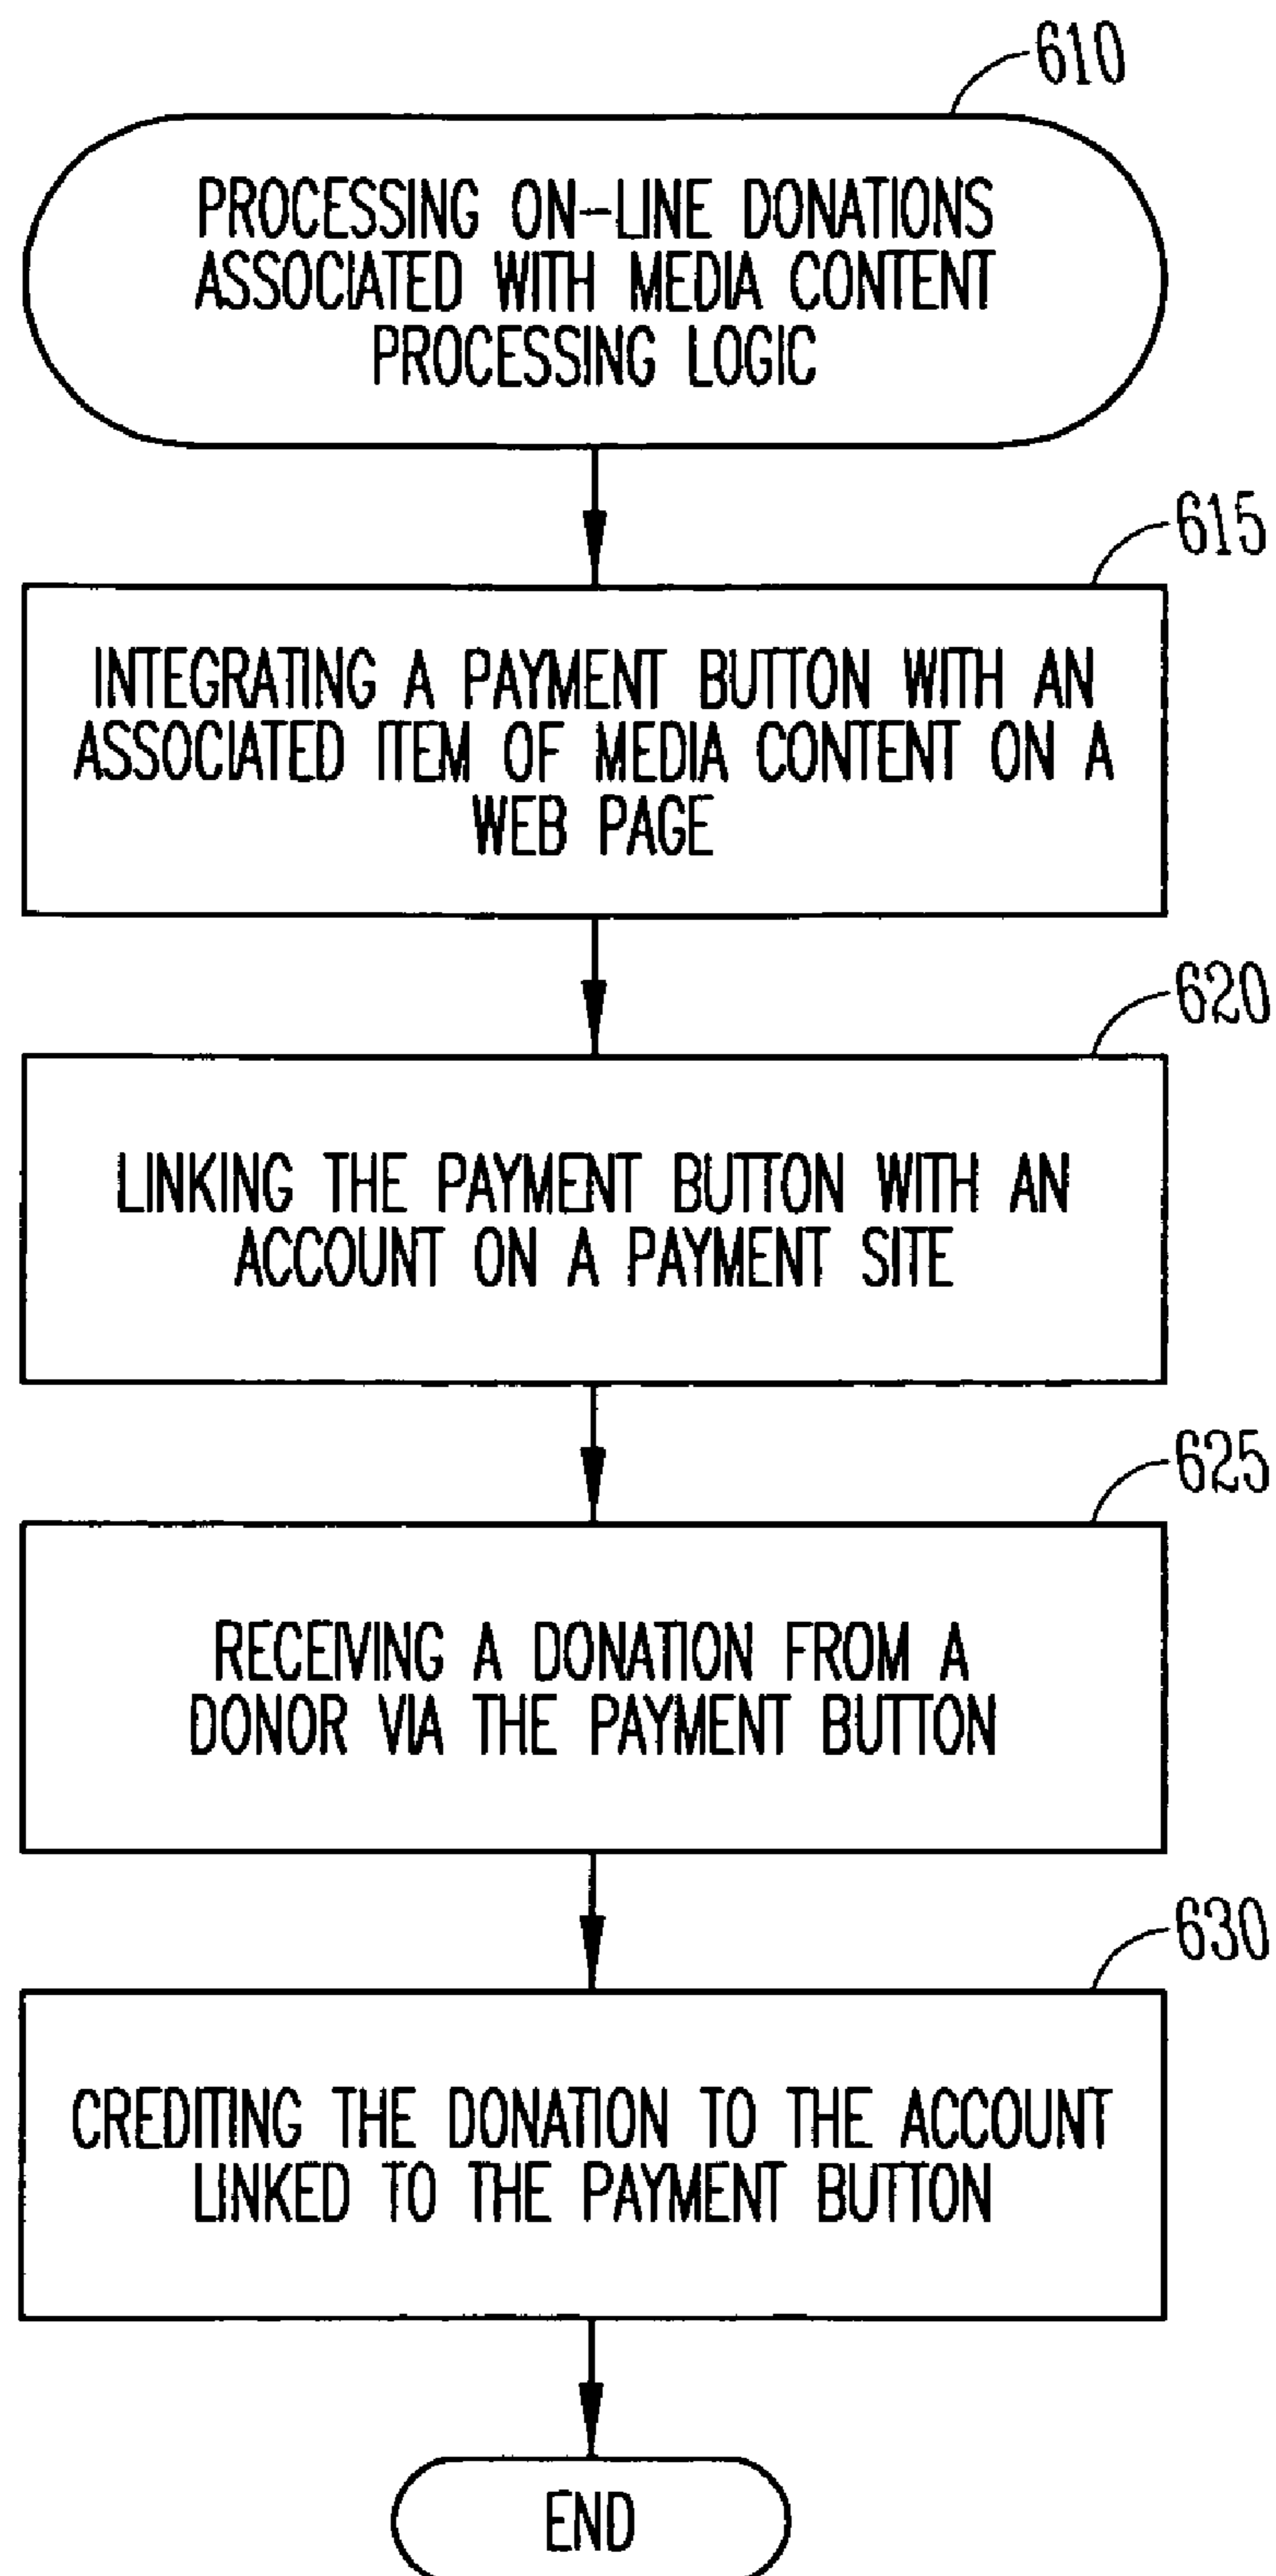 610
PROCESSING ON-LINE DONATIONS
ASSOCIATED WITH MEDIA CONTENT
PROCESSING LOGIC
615
INTEGRATING A PAYMENT BUTTON WITH AN
ASSOCIATED ITEM OF MEDIA CONTENT ON A
WEB PAGE
620
LINKING THE PAYMENT BUTTON WITH AN
ACCOUNT ON A PAYMENT SITE
625
RECEIVING A DONATION FROM A
DONOR VIA THE PAYMENT BUTTON
630
CREDITING THE DONATION TO THE ACCOUNT
LINKED TO THE PAYMENT BUTTON
END